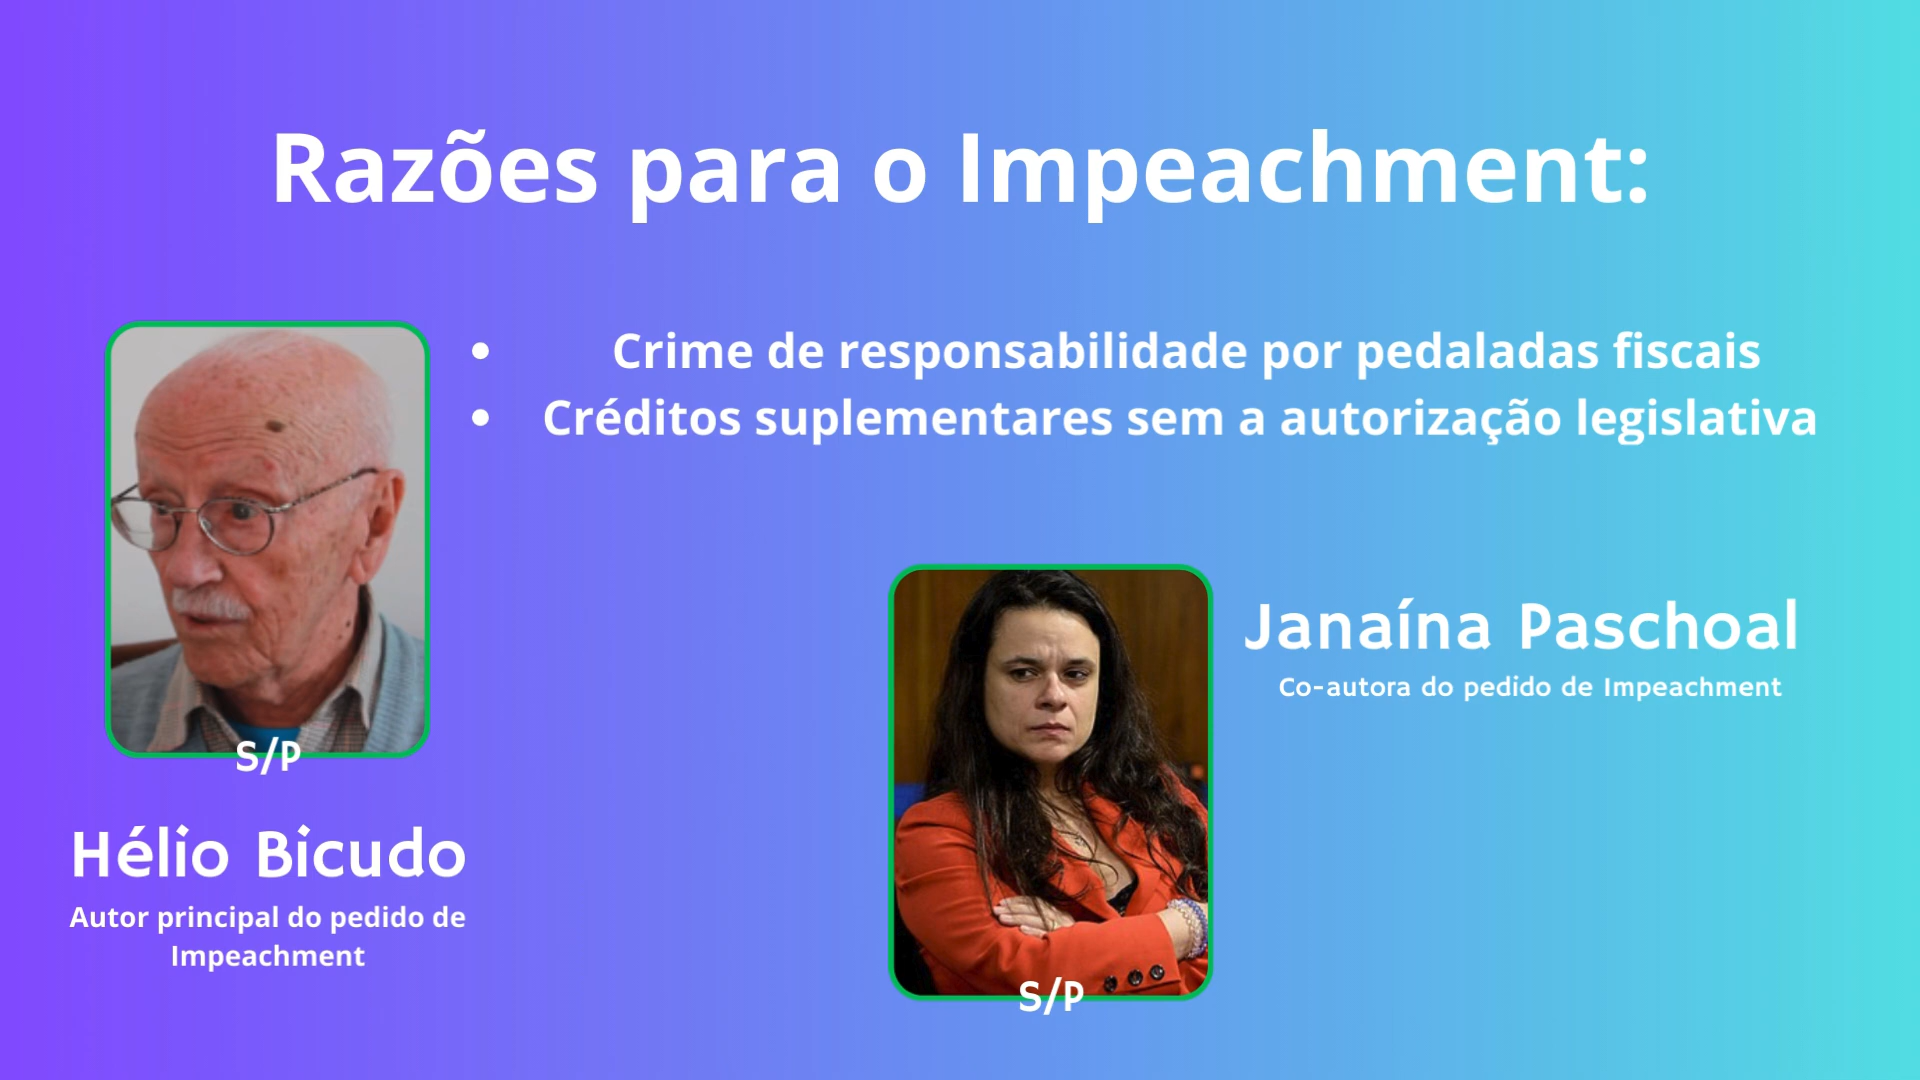 Razões para o Impeachment:
• Crime de responsabilidade por pedaladas fiscais
• Créditos suplementares sem a autorização legislativa
S/P
Hélio Bicudo
Autor principal do pedido de
Impeachment
Janaína Paschoal
Co-autora do pedido de Impeachment
S/P